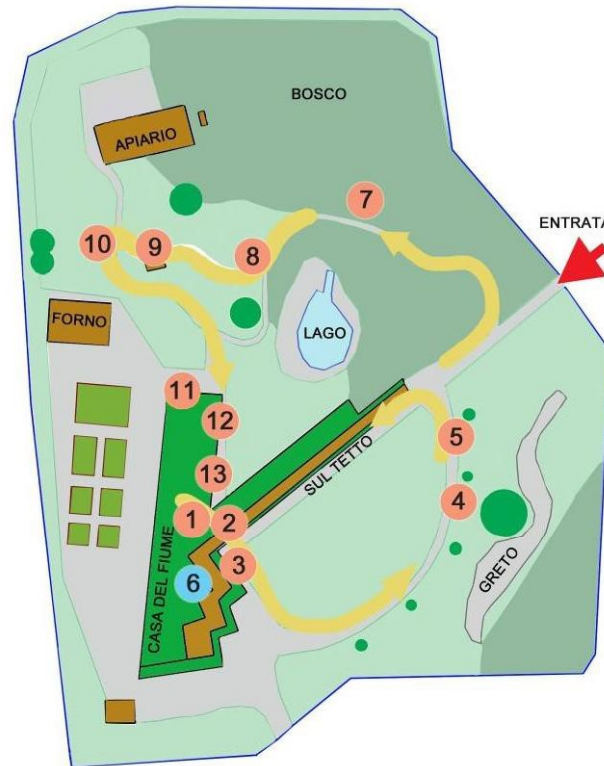 BOSCO
APIARIO
7
ENTRATA
10
9
8
FORNO
LAGO
11
12
5
SUL TETTO
13
4
1
2
CASA DEL FIUME
3
6
GRETO